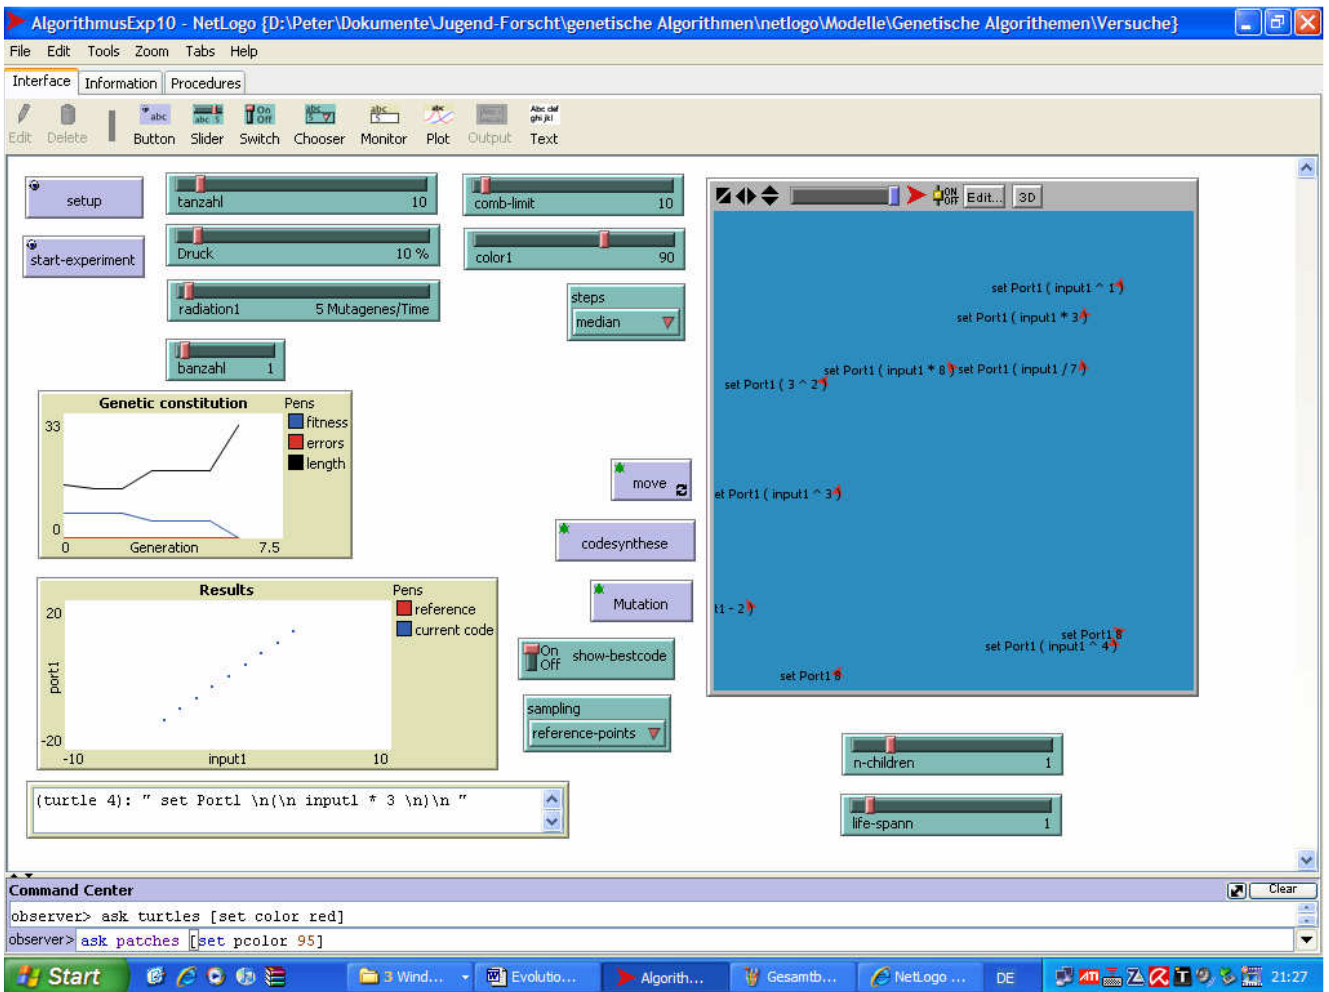 AlgorithmusExp10 - NetLogo {D:\Peter\Dokumente\Jugend-Forscht\genetische Algorithmen\netlogo\Modelle\Genetische Algorithemen\Versuche}
File Edit Tools Zoom Tabs Help
Interface Information Procedures
Edit Delete Button Slider Switch Chooser Monitor Plot Output Text
setup
start-experiment
tanzahl 10
Druck 10 %
radiation1 5 Mutagenes/Time
banzahl 1
comb-limit 10
color1 90
steps
median
Genetic constitution
Pens
fitness
errors
length
33
0
0 Generation 7.5
Results
Pens
reference
current code
20
port1
-20
-10 input1 10
move
codesynthese
Mutation
On
Off
show-bestcode
sampling
reference-points
(turtle 4): " set Port1 \n(\n input1 * 3 \n)\n "
ON
OFF
Edit...
3D
set Port1 ( input1 ^ 1 )
set Port1 ( input1 * 3 )
set Port1 ( input1 * 8 )
set Port1 ( input1 / 7 )
set Port1 ( 3 ^ 2 )
et Port1 ( input1 ^ 3 )
t1 - 2 )
set Port1 8
set Port1 ( input1 ^ 4 )
set Port1 8
n-children 1
life-spann 1
Command Center
Clear
observer> ask turtles [set color red]
observer> ask patches [set pcolor 95]
Start 3 Wind... Evolutio... Algorith... Gesamtb... NetLogo ... DE 21:27